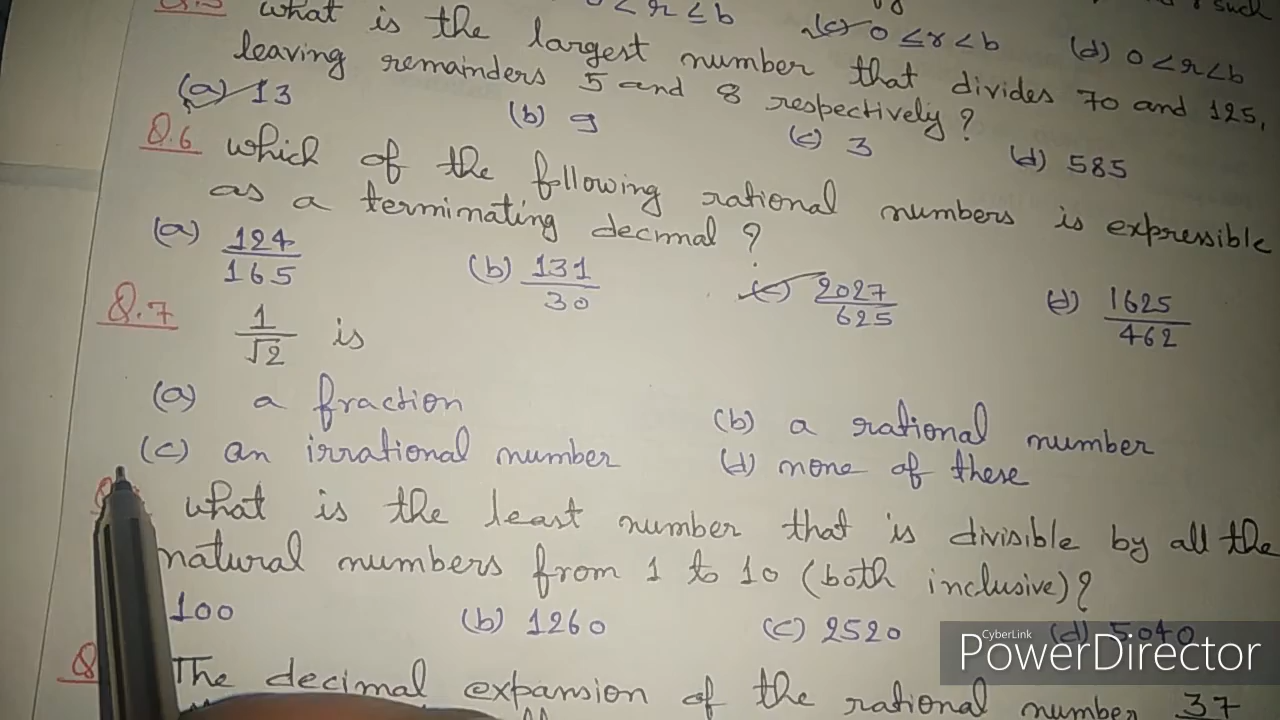 what is the largest number that divides 70 and 125,
leaving remainders 5 and 8 respectively?
(a) 13 (b) 9 (c) 3 (d) 585
Q.6 which of the following rational numbers is expressible
as a terminating decimal?
(a) 124/165 (b) 131/30 (c) 2027/625 (d) 1625/462
Q.7 1/√2 is
(a) a fraction (b) a rational number
(c) an irrational number (d) none of these
what is the least number that is divisible by all the
natural numbers from 1 to 10 (both inclusive)?
100 (b) 1260 (c) 2520 (d) 5040
The decimal expansion of the rational number 37
(c) 0 ≤ r < b (d) 0 < r < b
such
CyberLink
PowerDirector